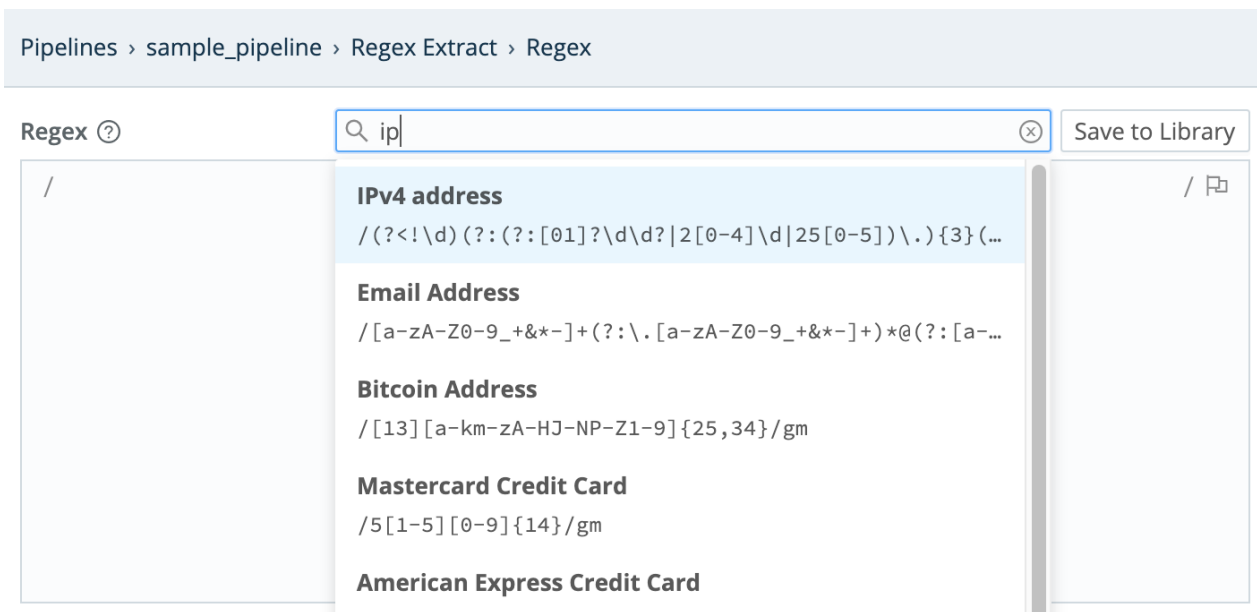 Pipelines › sample_pipeline › Regex Extract › Regex
Regex ? ip Save to Library
/ /
IPv4 address
/(?<!\d)(?:(?:[01]?\d\d?|2[0-4]\d|25[0-5])\.){3}(…
Email Address
/[a-zA-Z0-9_+&*-]+(?:\.[a-zA-Z0-9_+&*-]+)*@(?:[a-…
Bitcoin Address
/[13][a-km-zA-HJ-NP-Z1-9]{25,34}/gm
Mastercard Credit Card
/5[1-5][0-9]{14}/gm
American Express Credit Card